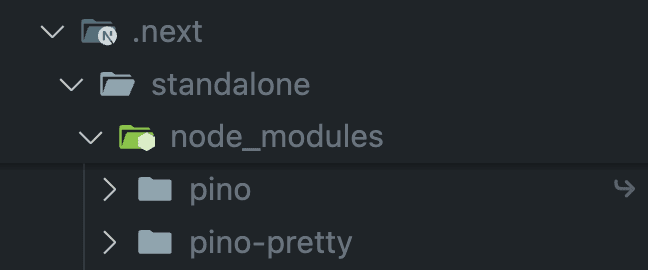 .next
standalone
node_modules
pino
pino-pretty